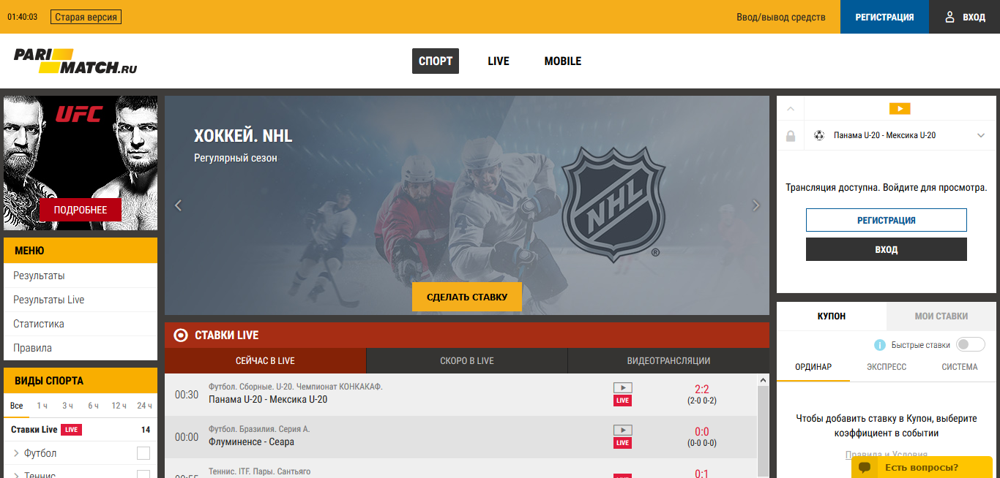 01:40:03
Старая версия
Ввод/вывод средств
РЕГИСТРАЦИЯ
ВХОД
PARI MATCH.RU
СПОРТ
LIVE
MOBILE
UFC
ПОДРОБНЕЕ
МЕНЮ
Результаты
Результаты Live
Статистика
Правила
ВИДЫ СПОРТА
Все 1 ч 3 ч 6 ч 12 ч 24 ч
Ставки Live LIVE 14
Футбол
Теннис
ХОККЕЙ. NHL
Регулярный сезон
NHL
®
СДЕЛАТЬ СТАВКУ
СТАВКИ LIVE
СЕЙЧАС В LIVE
СКОРО В LIVE
ВИДЕОТРАНСЛЯЦИИ
00:30
Футбол. Сборные. U-20. Чемпионат КОНКАКАФ.
Панама U-20 - Мексика U-20
LIVE
2:2
(2-0 0-2)
00:00
Футбол. Бразилия. Серия А.
Флуминенсе - Сеара
LIVE
0:0
(0-0 0-0)
00:55
Теннис. ITF. Пары. Сантьяго
LIVE
0:1
Панама U-20 - Мексика U-20
Трансляция доступна. Войдите для просмотра.
РЕГИСТРАЦИЯ
ВХОД
КУПОН
МОИ СТАВКИ
i Быстрые ставки
ОРДИНАР
ЭКСПРЕСС
СИСТЕМА
Чтобы добавить ставку в Купон, выберите
коэффициент в событии
Правила и Условия
Есть вопросы?